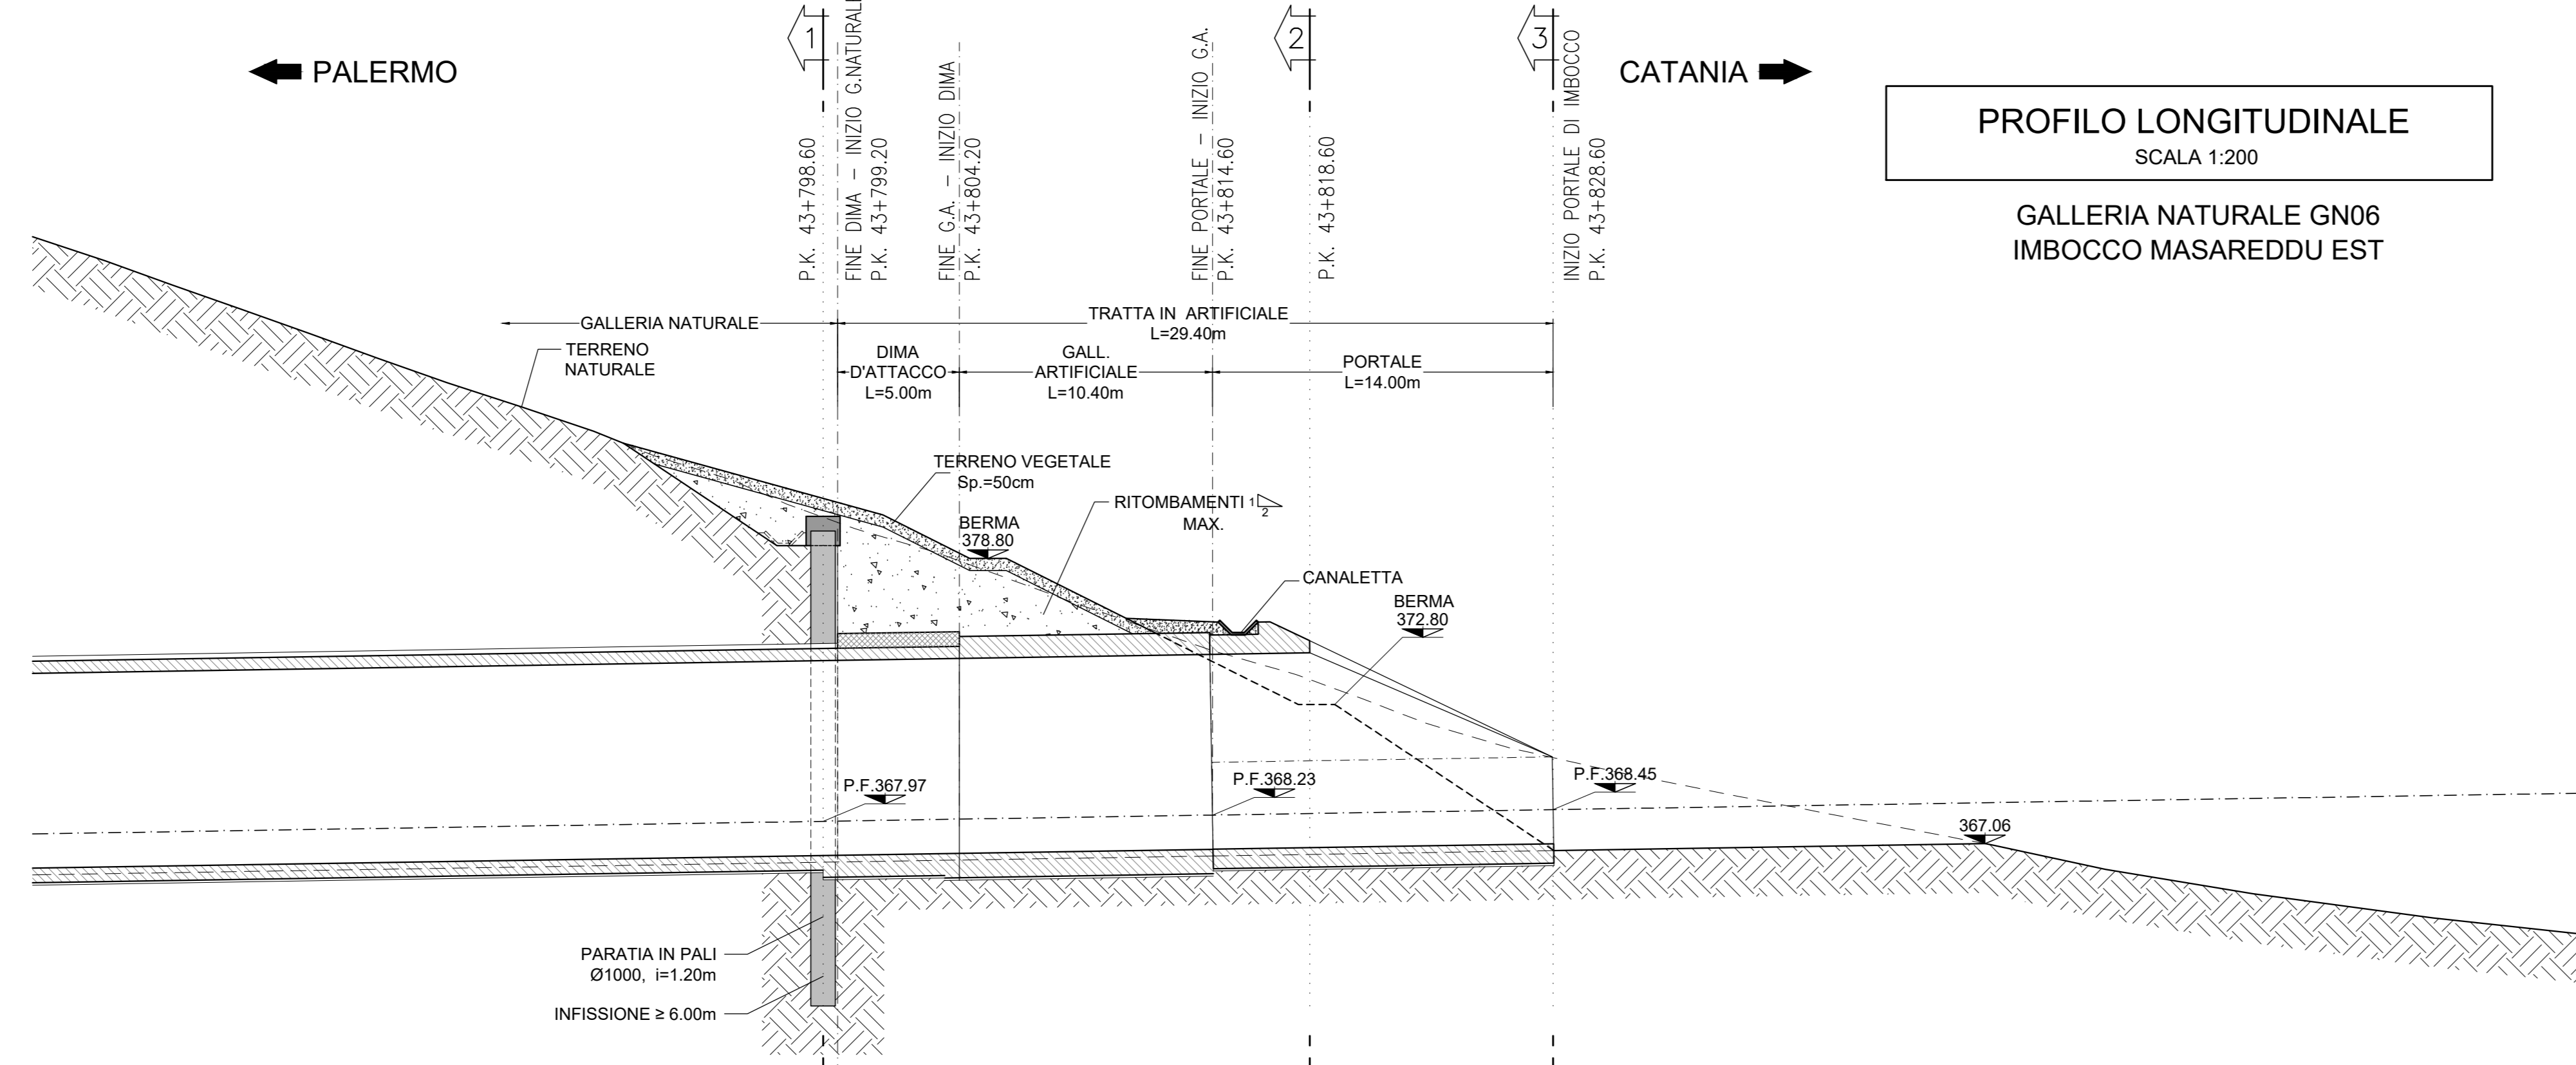 PALERMO
1
2
3
CATANIA
PROFILO LONGITUDINALE
SCALA 1:200
GALLERIA NATURALE GN06
IMBOCCO MASAREDDU EST
P.K. 43+798.60
FINE DIMA – INIZIO G.NATURALE
P.K. 43+799.20
FINE G.A. – INIZIO DIMA
P.K. 43+804.20
FINE PORTALE – INIZIO G.A.
P.K. 43+814.60
P.K. 43+818.60
INIZIO PORTALE DI IMBOCCO
P.K. 43+828.60
GALLERIA NATURALE
TRATTA IN ARTIFICIALE
L=29.40m
TERRENO
NATURALE
DIMA
D'ATTACCO
L=5.00m
GALL.
ARTIFICIALE
L=10.40m
PORTALE
L=14.00m
TERRENO VEGETALE
Sp.=50cm
RITOMBAMENTI 1
2
MAX.
BERMA
378.80
CANALETTA
BERMA
372.80
P.F.367.97
P.F.368.23
P.F.368.45
367.06
PARATIA IN PALI
Ø1000, i=1.20m
INFISSIONE ≥ 6.00m